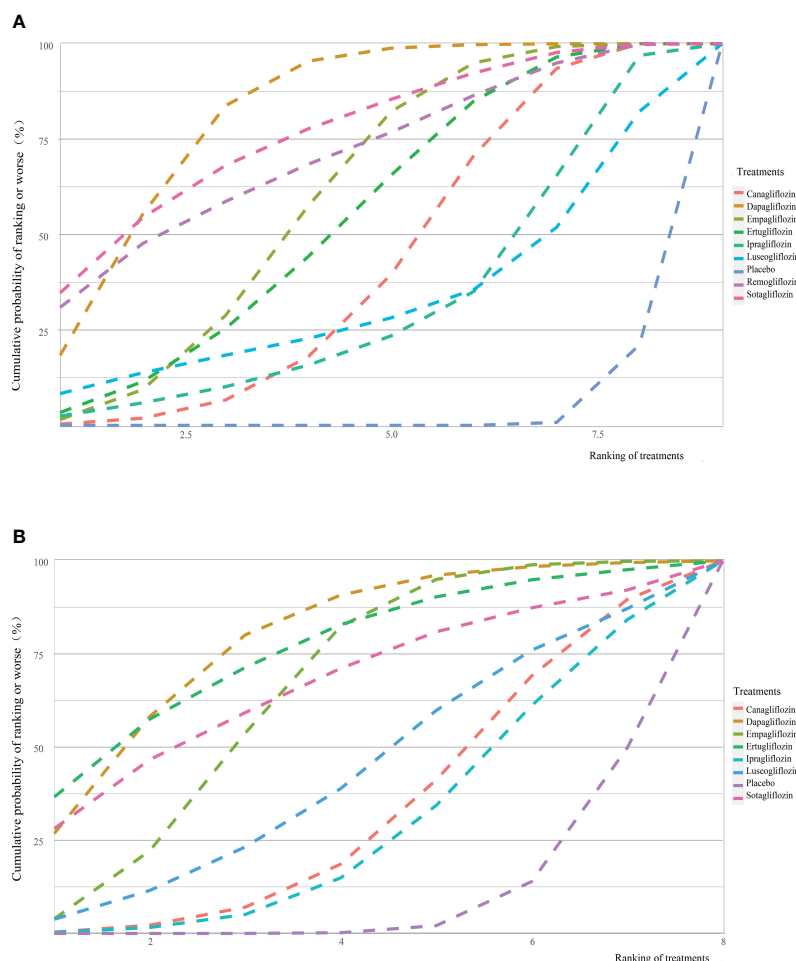 A
Cumulative probability of ranking or worse (%)
100
75
50
25
2.5
5.0
7.5
Ranking of treatments
Treatments
Canagliflozin
Dapagliflozin
Empagliflozin
Ertugliflozin
Ipragliflozin
Luseogliflozin
Placebo
Remogliflozin
Sotagliflozin
B
Cumulative probability of ranking or worse (%)
100
75
50
25
2
4
6
8
Ranking of treatments
Treatments
Canagliflozin
Dapagliflozin
Empagliflozin
Ertugliflozin
Ipragliflozin
Luseogliflozin
Placebo
Sotagliflozin